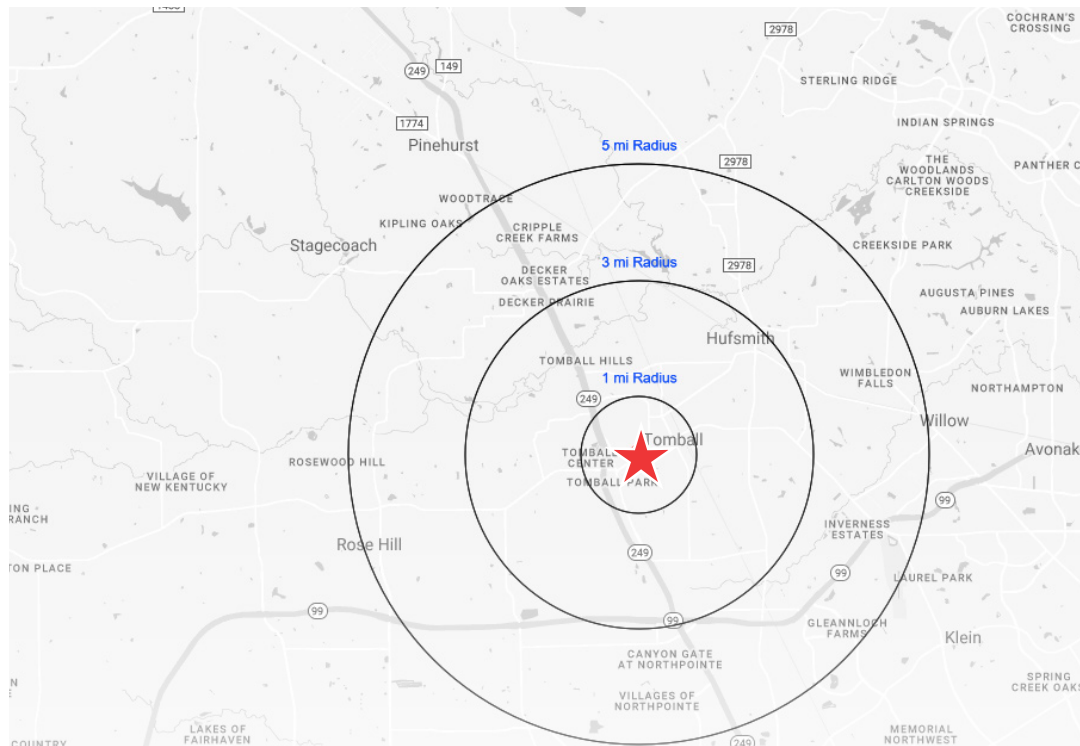 COCHRAN'S
CROSSING
2978
149
249
STERLING RIDGE
1774
INDIAN SPRINGS
Pinehurst
5 mi Radius
2978
THE
WOODLANDS
CARLTON WOODS
CREEKSIDE
PANTHER C
WOODTRACE
KIPLING OAKS
CRIPPLE
CREEK FARMS
Stagecoach
CREEKSIDE PARK
3 mi Radius
2978
DECKER
OAKS ESTATES
AUGUSTA PINES
DECKER PRAIRIE
AUBURN LAKES
Hufsmith
TOMBALL HILLS
WIMBLEDON
FALLS
1 mi Radius
NORTHAMPTON
249
Willow
Tomball
Avonak
TOMBALL
CENTER
ROSEWOOD HILL
VILLAGE OF
NEW KENTUCKY
TOMBALL PARK
99
ING
RANCH
INVERNESS
ESTATES
Rose Hill
249
TON PLACE
99
LAUREL PARK
99
99
GLEANNLOCH
FARMS
Klein
CANYON GATE
AT NORTHPOINTE
SPRING
CREEK OAKS
VILLAGES OF
NORTHPOINTE
LAKES OF
FAIRHAVEN
MEMORIAL
NORTHWEST
249
COUNTRY